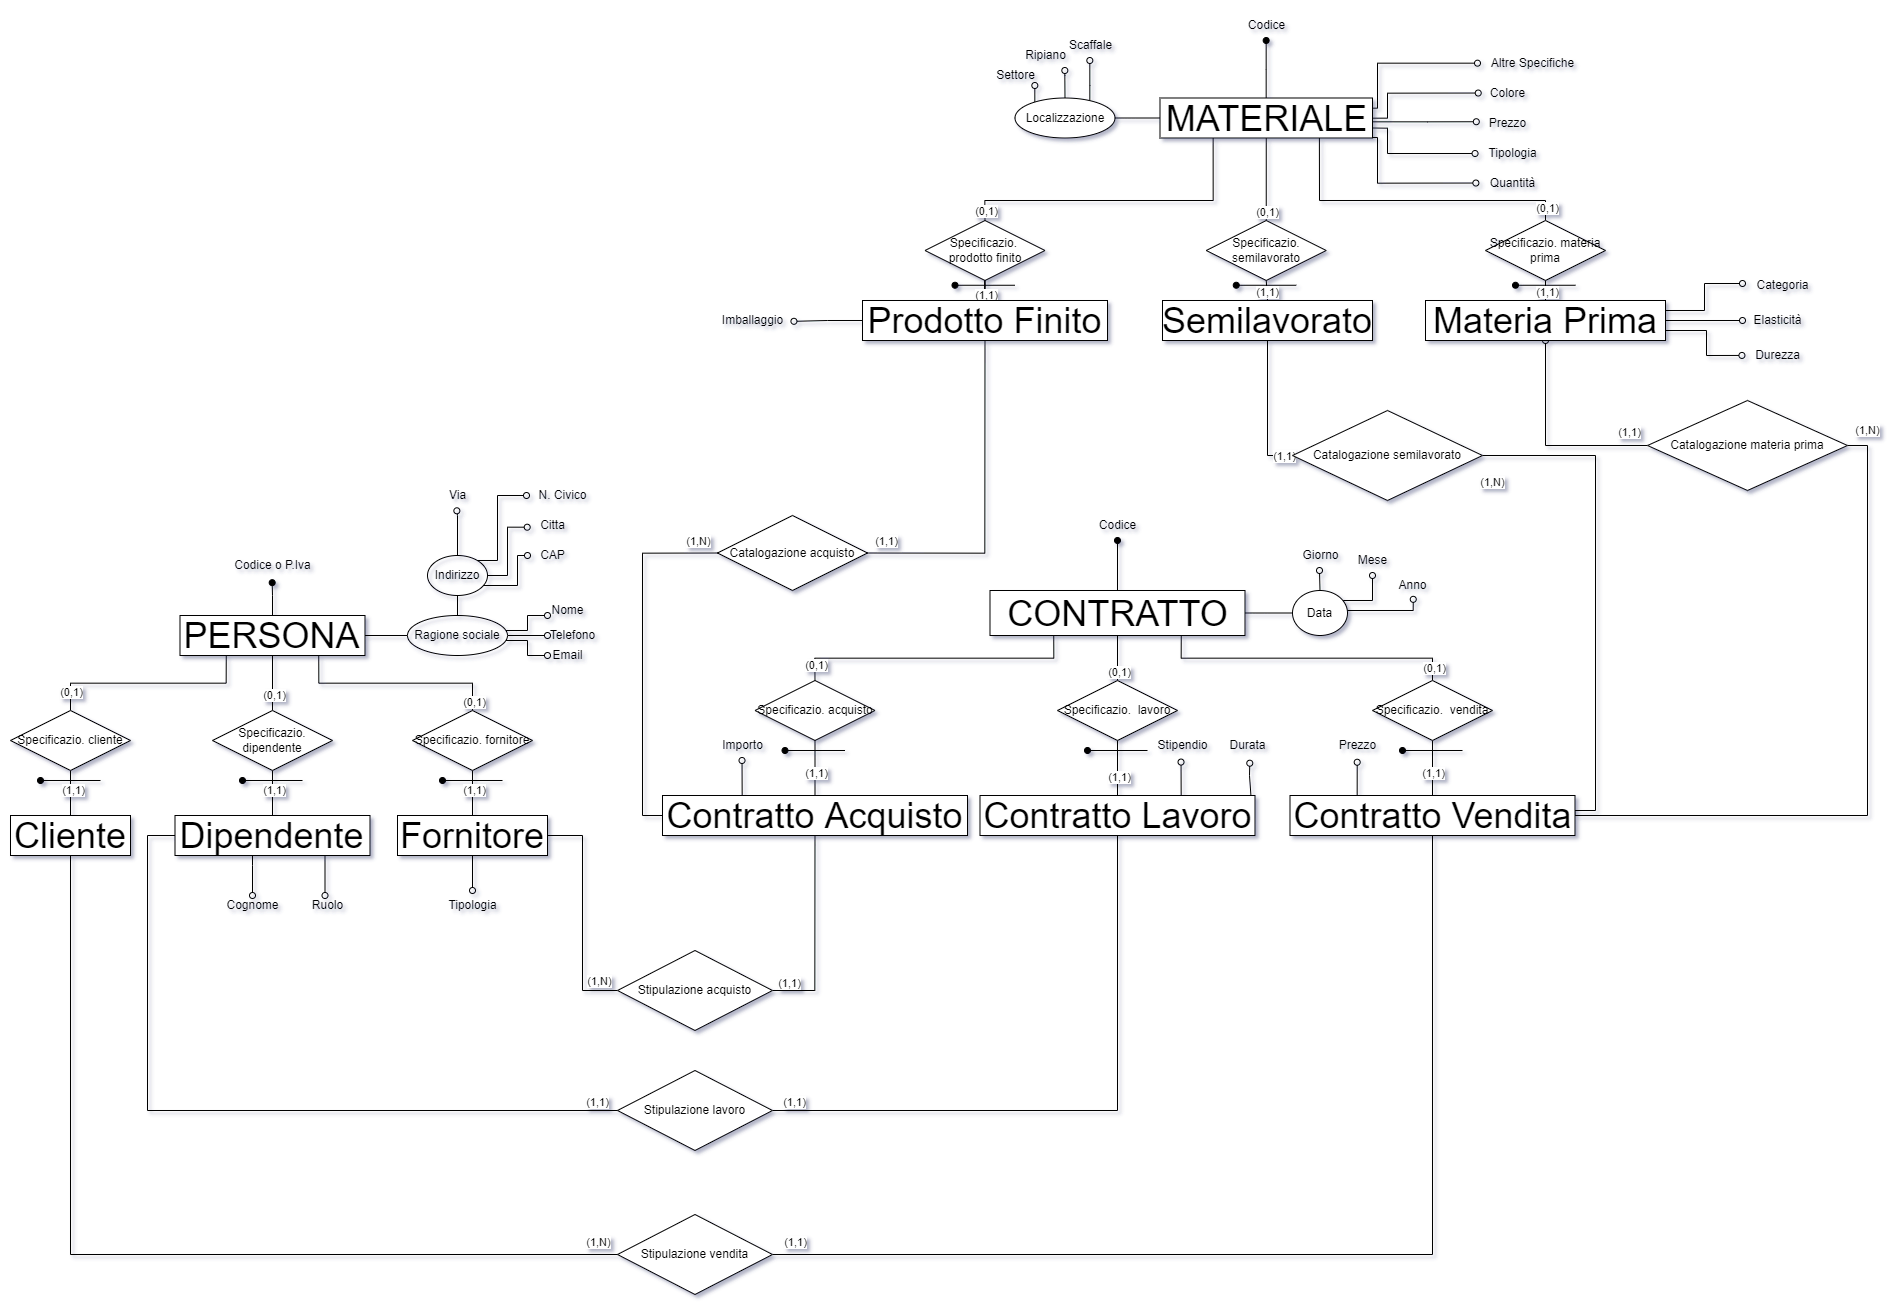 Codice
Scaffale
Ripiano
Settore
Localizzazione
MATERIALE
Altre Specifiche
Colore
Prezzo
Tipologia
Quantità
(0,1)
(0,1)
(0,1)
Specificazio.
prodotto finito
Specificazio.
semilavorato
Specificazio. materia
prima
(1,1)
(1,1)
(1,1)
Imballaggio
Prodotto Finito
Semilavorato
Materia Prima
Categoria
Elasticità
Durezza
(1,1)
Catalogazione semilavorato
(1,N)
(1,1)
Catalogazione materia prima
(1,N)
(1,N)
Catalogazione acquisto
(1,1)
Via
N. Civico
Citta
CAP
Indirizzo
Codice o P.Iva
PERSONA
Ragione sociale
Nome
Telefono
Email
Codice
CONTRATTO
Data
Giorno
Mese
Anno
(0,1)
(0,1)
(0,1)
(0,1)
(0,1)
(0,1)
Specificazio. cliente
Specificazio.
dipendente
Specificazio. fornitore
Specificazio. acquisto
Specificazio. lavoro
Specificazio. vendita
(1,1)
(1,1)
(1,1)
(1,1)
(1,1)
(1,1)
Importo
Stipendio
Durata
Prezzo
Cliente
Dipendente
Fornitore
Contratto Acquisto
Contratto Lavoro
Contratto Vendita
Cognome
Ruolo
Tipologia
(1,N)
Stipulazione acquisto
(1,1)
(1,1)
Stipulazione lavoro
(1,1)
(1,N)
Stipulazione vendita
(1,1)